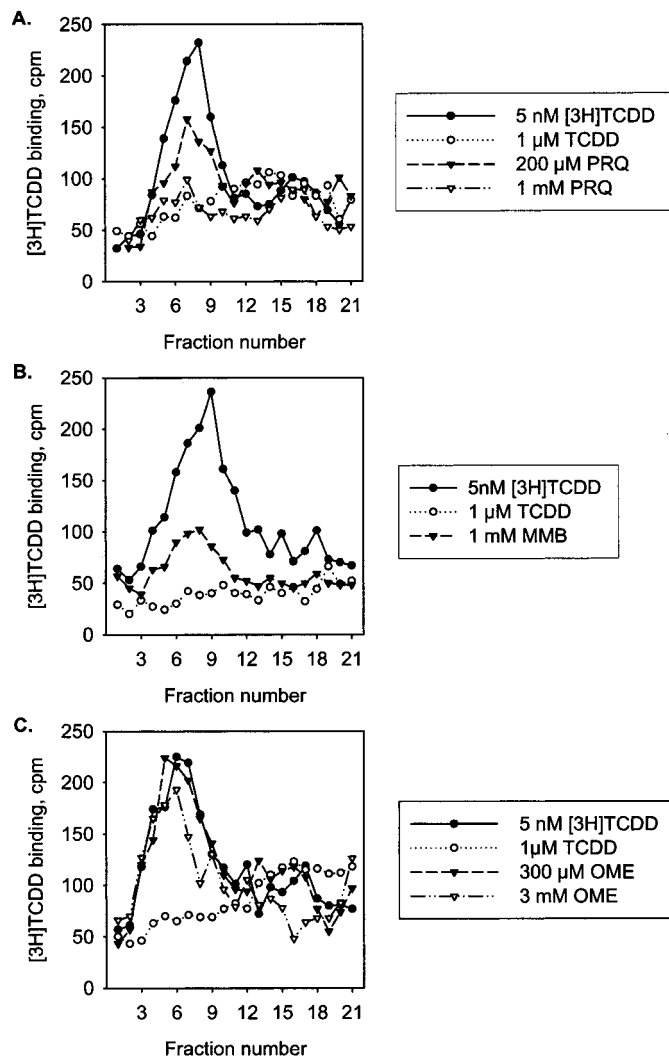 A.
250
200
150
100
50
0
[3H]TCDD binding, cpm
3 6 9 12 15 18 21
Fraction number
5 nM [3H]TCDD
1 µM TCDD
200 µM PRQ
1 mM PRQ
B.
250
200
150
100
50
0
[3H]TCDD binding, cpm
3 6 9 12 15 18 21
Fraction number
5nM [3H]TCDD
1 µM TCDD
1 mM MMB
C.
250
200
150
100
50
0
[3H]TCDD binding, cpm
3 6 9 12 15 18 21
Fraction number
5 nM [3H]TCDD
1µM TCDD
300 µM OME
3 mM OME